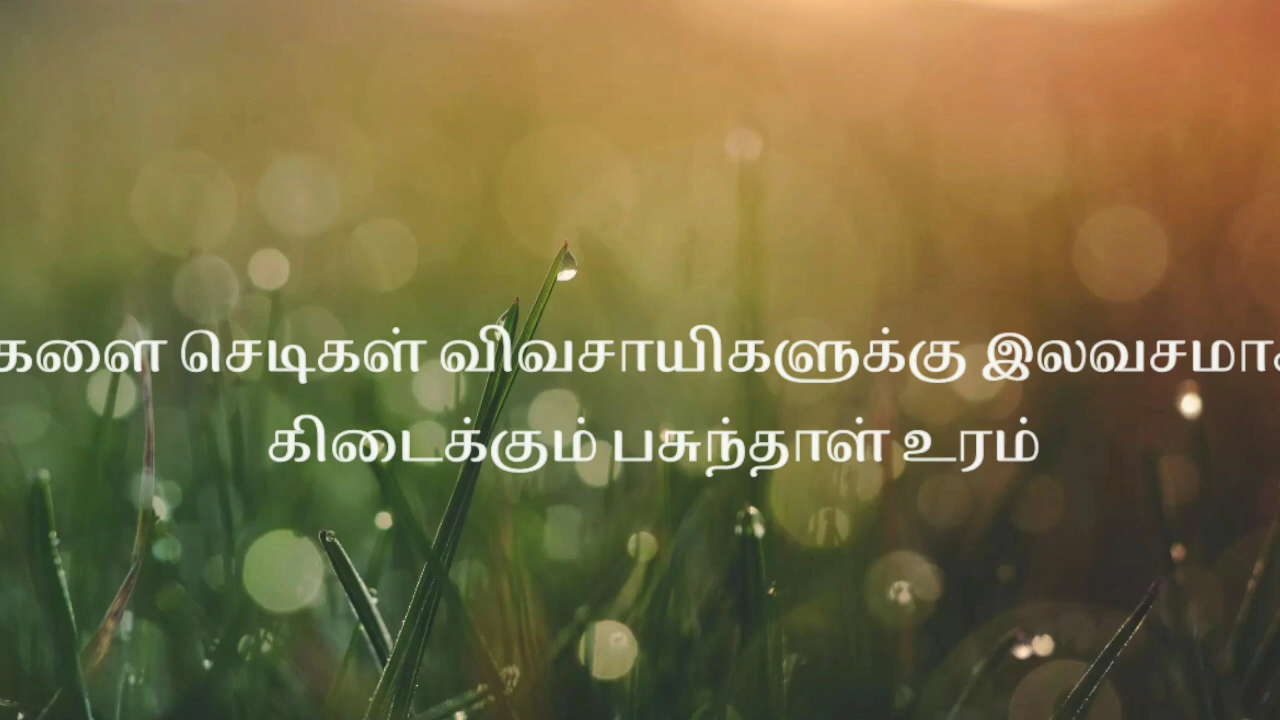 களை செடிகள் விவசாயிகளுக்கு இலவசமாக
கிடைக்கும் பசுந்தாள் உரம்